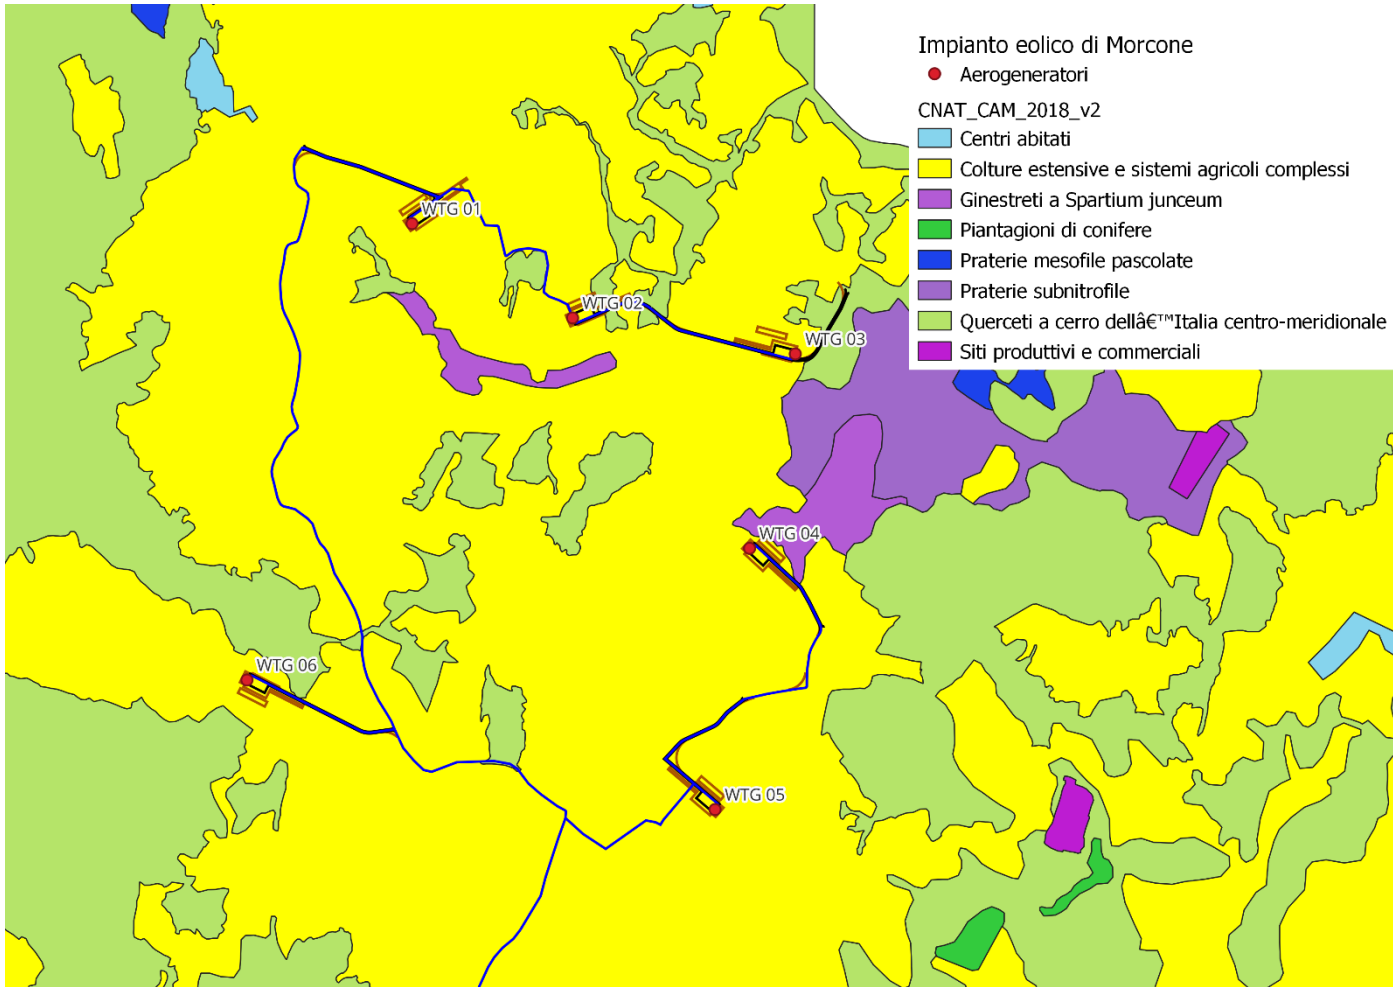 Impianto eolico di Morcone
Aerogeneratori
CNAT_CAM_2018_v2
Centri abitati
Colture estensive e sistemi agricoli complessi
Ginestreti a Spartium junceum
Piantagioni di conifere
Praterie mesofile pascolate
Praterie subnitrofile
Querceti a cerro dellâ€™Italia centro-meridionale
Siti produttivi e commerciali
WTG 01
WTG 02
WTG 03
WTG 04
WTG 06
WTG 05